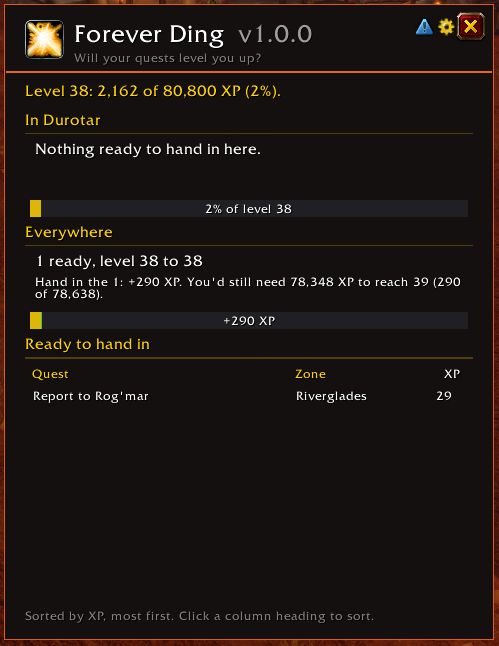 Forever Ding v1.0.0
Will your quests level you up?
Level 38: 2,162 of 80,800 XP (2%).
In Durotar
Nothing ready to hand in here.
2% of level 38
Everywhere
1 ready, level 38 to 38
Hand in the 1: +290 XP. You'd still need 78,348 XP to reach 39 (290
of 78,638).
+290 XP
Ready to hand in
Quest Zone XP
Report to Rog'mar Riverglades 29
Sorted by XP, most first. Click a column heading to sort.